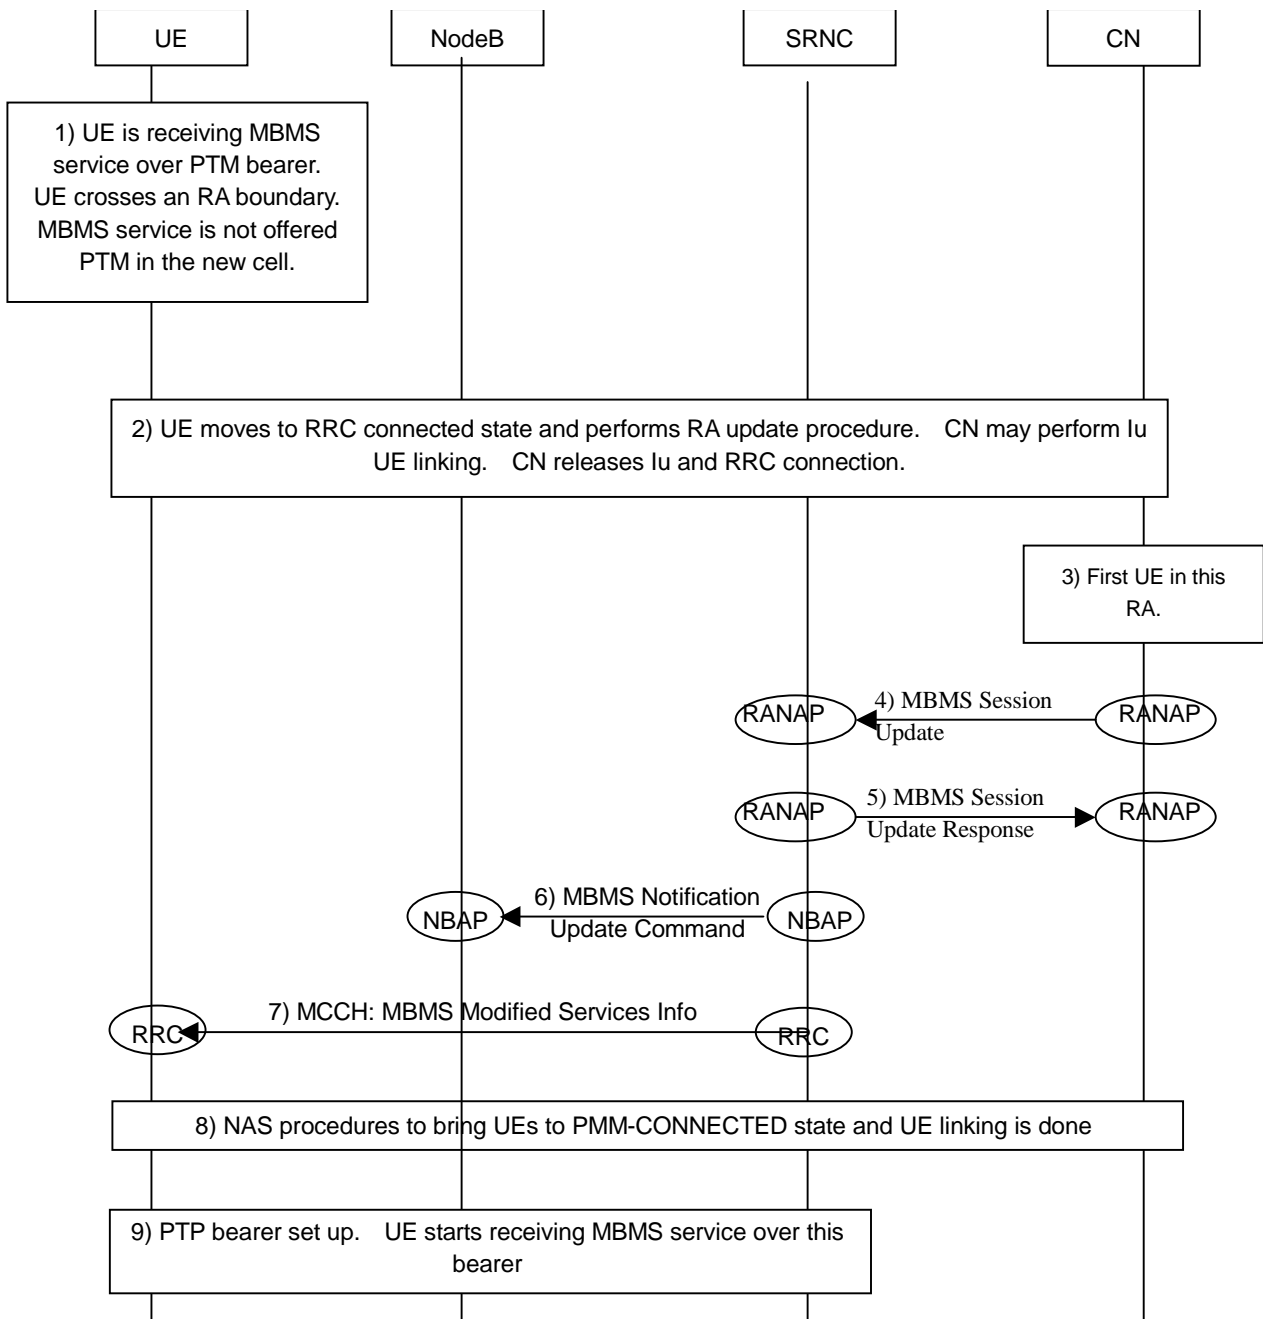 UE
NodeB
SRNC
CN
1) UE is receiving MBMS
service over PTM bearer.
UE crosses an RA boundary.
MBMS service is not offered
PTM in the new cell.
2) UE moves to RRC connected state and performs RA update procedure. CN may perform Iu
UE linking. CN releases Iu and RRC connection.
3) First UE in this
RA.
RANAP
4) MBMS Session
Update
RANAP
RANAP
5) MBMS Session
Update Response
RANAP
NBAP
6) MBMS Notification
Update Command
NBAP
RRC
7) MCCH: MBMS Modified Services Info
RRC
8) NAS procedures to bring UEs to PMM-CONNECTED state and UE linking is done
9) PTP bearer set up. UE starts receiving MBMS service over this
bearer